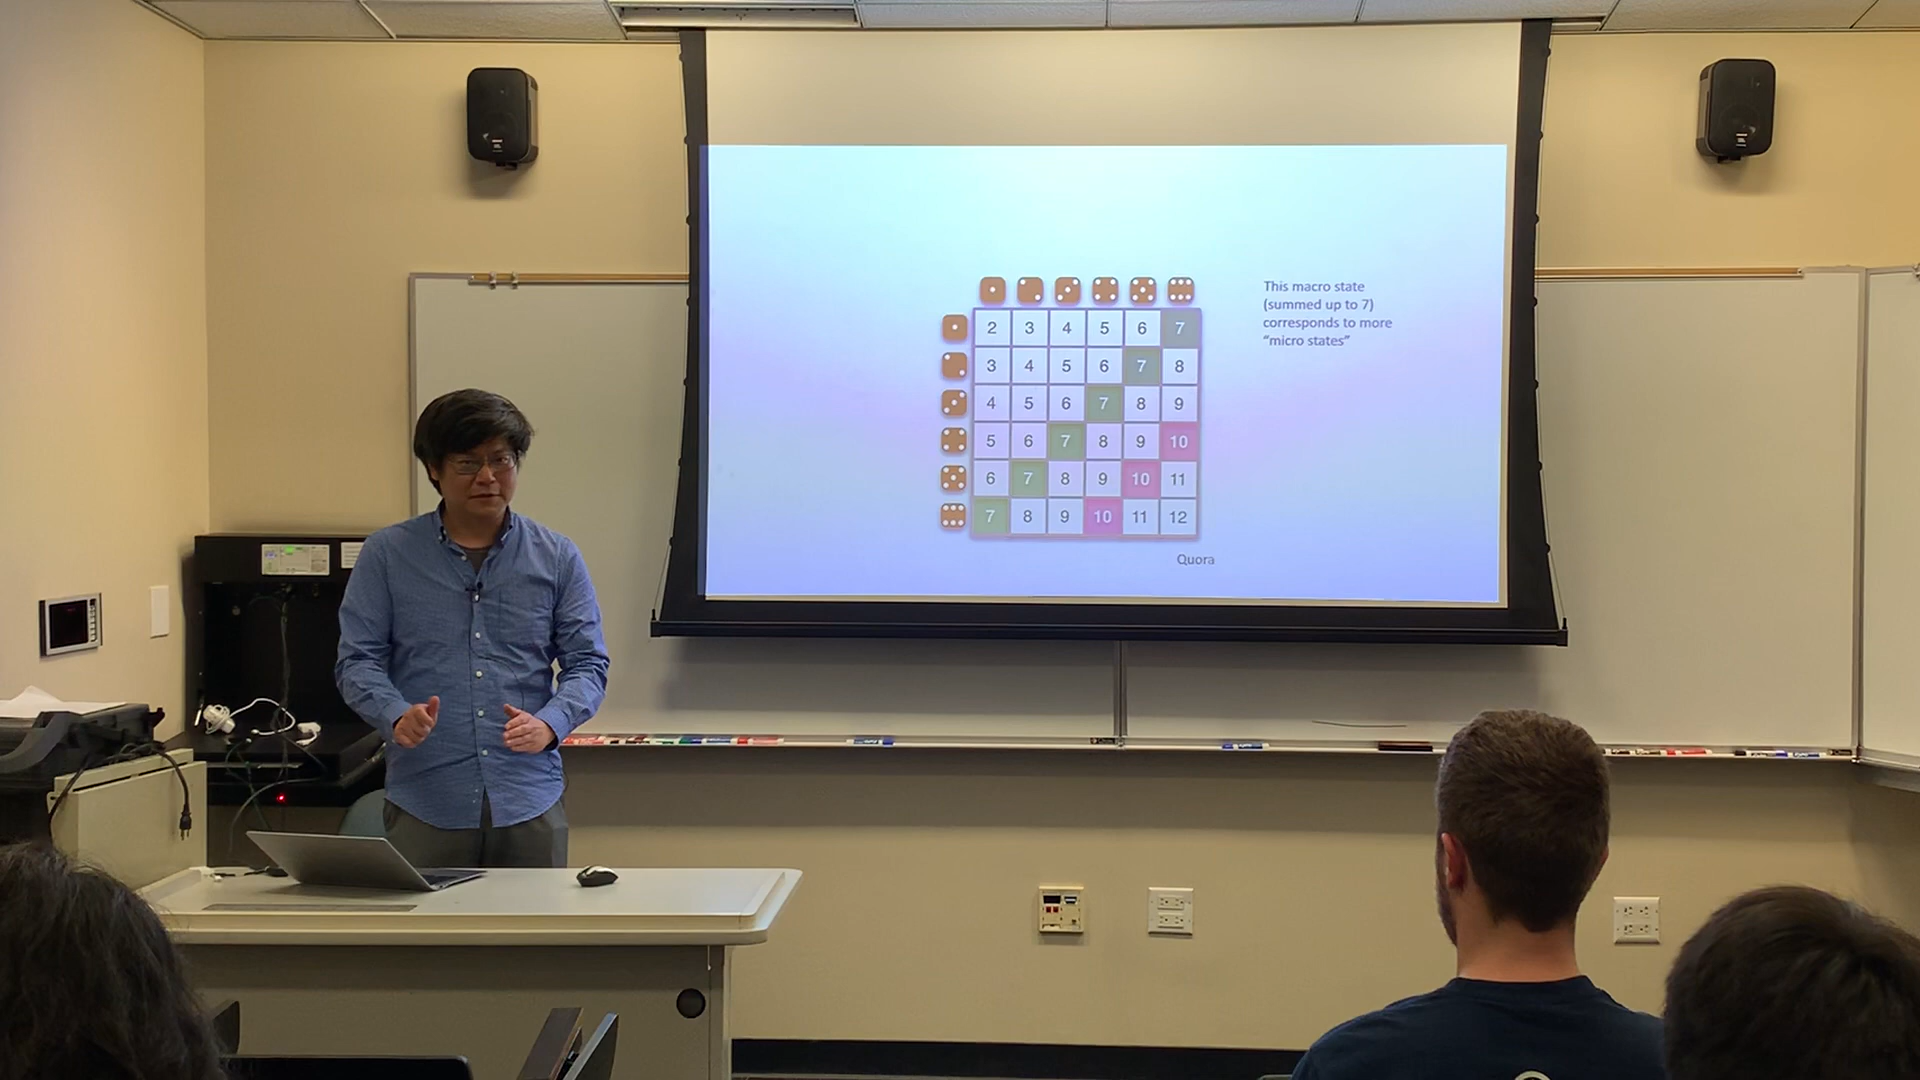 This macro state
(summed up to 7)
corresponds to more
“micro states”
2 3 4 5 6 7
3 4 5 6 7 8
4 5 6 7 8 9
5 6 7 8 9 10
6 7 8 9 10 11
7 8 9 10 11 12
Quora